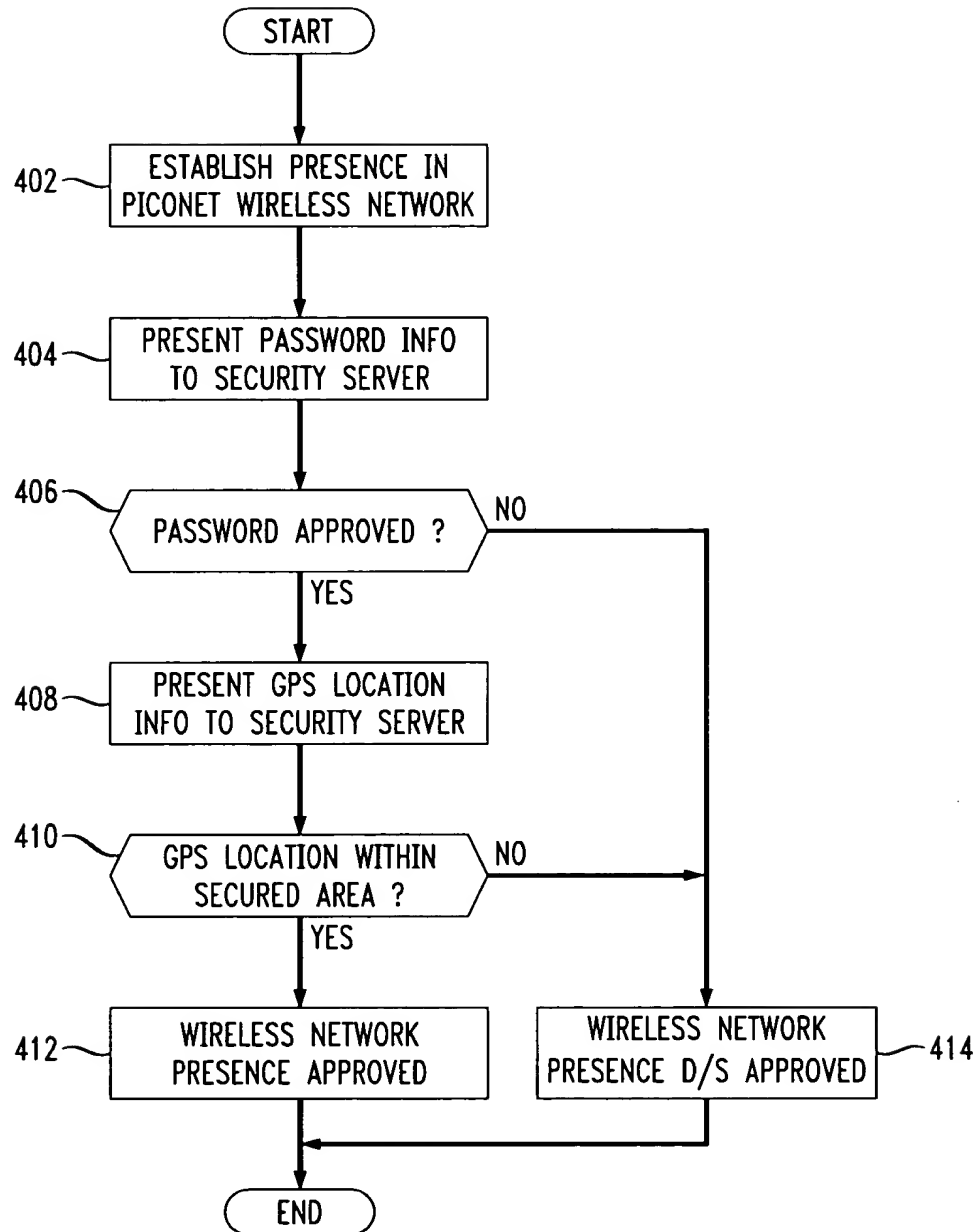 START
402
ESTABLISH PRESENCE IN
PICONET WIRELESS NETWORK
404
PRESENT PASSWORD INFO
TO SECURITY SERVER
406
PASSWORD APPROVED ?
NO
YES
408
PRESENT GPS LOCATION
INFO TO SECURITY SERVER
410
GPS LOCATION WITHIN
SECURED AREA ?
NO
YES
412
WIRELESS NETWORK
PRESENCE APPROVED
WIRELESS NETWORK
PRESENCE D/S APPROVED
414
END